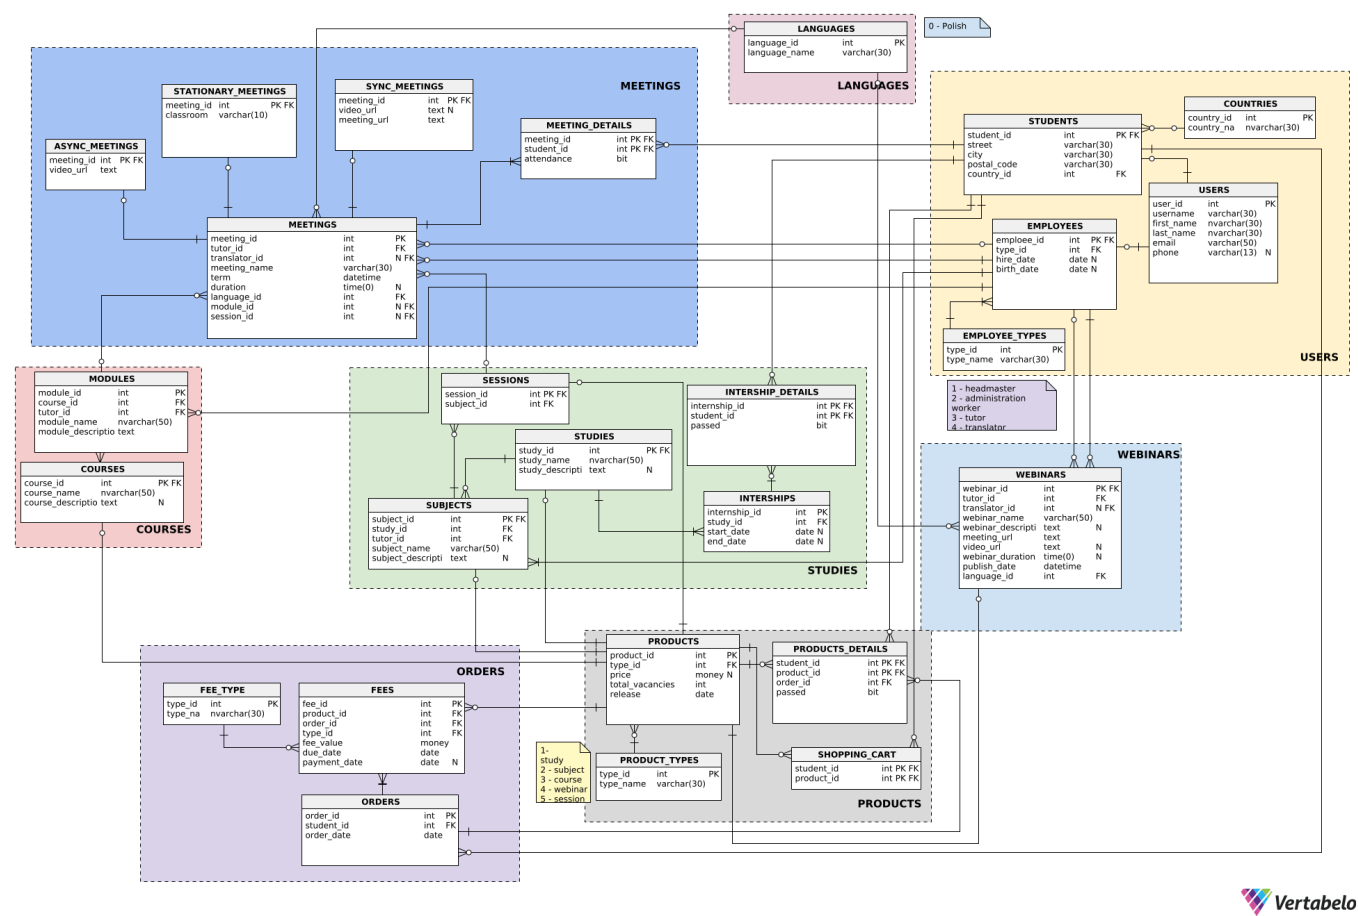 LANGUAGES
language_id int PK
language_name varchar(30)
LANGUAGES
0 - Polish
MEETINGS
STATIONARY_MEETINGS
meeting_id int PK FK
classroom varchar(10)
SYNC_MEETINGS
meeting_id int PK FK
video_url text N
meeting_url text
ASYNC_MEETINGS
meeting_id int PK FK
video_url text
MEETING_DETAILS
meeting_id int PK FK
student_id int PK FK
attendance bit
MEETINGS
meeting_id int PK
tutor_id int FK
translator_id int N FK
meeting_name varchar(30)
term datetime
duration time(0) N
language_id int FK
module_id int N FK
session_id int N FK
COUNTRIES
country_id int PK
country_na nvarchar(30)
STUDENTS
student_id int PK FK
street varchar(30)
city varchar(30)
postal_code varchar(30)
country_id int FK
USERS
user_id int PK
username varchar(30)
first_name nvarchar(30)
last_name nvarchar(30)
email varchar(50)
phone varchar(13) N
EMPLOYEES
emploee_id int PK FK
type_id int FK
hire_date date N
birth_date date N
EMPLOYEE_TYPES
type_id int PK
type_name varchar(30)
USERS
1 - headmaster
2 - administration
worker
3 - tutor
4 - translator
MODULES
module_id int PK
course_id int FK
tutor_id int FK
module_name nvarchar(50)
module_descriptio text
COURSES
course_id int PK FK
course_name nvarchar(50)
course_descriptio text N
COURSES
SESSIONS
session_id int PK FK
subject_id int FK
STUDIES
study_id int PK FK
study_name nvarchar(50)
study_descripti text N
SUBJECTS
subject_id int PK FK
study_id int FK
tutor_id int FK
subject_name varchar(50)
subject_descripti text N
INTERSHIP_DETAILS
internship_id int PK FK
student_id int PK FK
passed bit
INTERSHIPS
internship_id int PK
study_id int FK
start_date date N
end_date date N
STUDIES
WEBINARS
WEBINARS
webinar_id int PK FK
tutor_id int FK
translator_id int N FK
webinar_name varchar(50)
webinar_descripti text N
meeting_url text
video_url text N
webinar_duration time(0) N
publish_date datetime
language_id int FK
ORDERS
FEE_TYPE
type_id int PK
type_na nvarchar(30)
FEES
fee_id int PK
product_id int FK
order_id int FK
type_id int FK
fee_value money
due_date date
payment_date date N
ORDERS
order_id int PK
student_id int FK
order_date date
PRODUCTS
product_id int PK
type_id int FK
price money N
total_vacancies int
release date
PRODUCTS_DETAILS
student_id int PK FK
product_id int PK FK
order_id int FK
passed bit
1-
study
2 - subject
3 - course
4 - webinar
5 - session
PRODUCT_TYPES
type_id int PK
type_name varchar(30)
SHOPPING_CART
student_id int PK FK
product_id int PK FK
PRODUCTS
Vertabelo